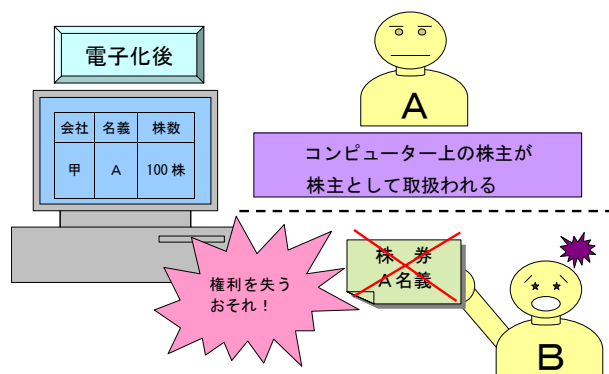 電子化後
会社 名義 株数
甲 A 100株
A
コンピューター上の株主が
株主として取扱われる
権利を失う
おそれ！
株 券
A名義
B